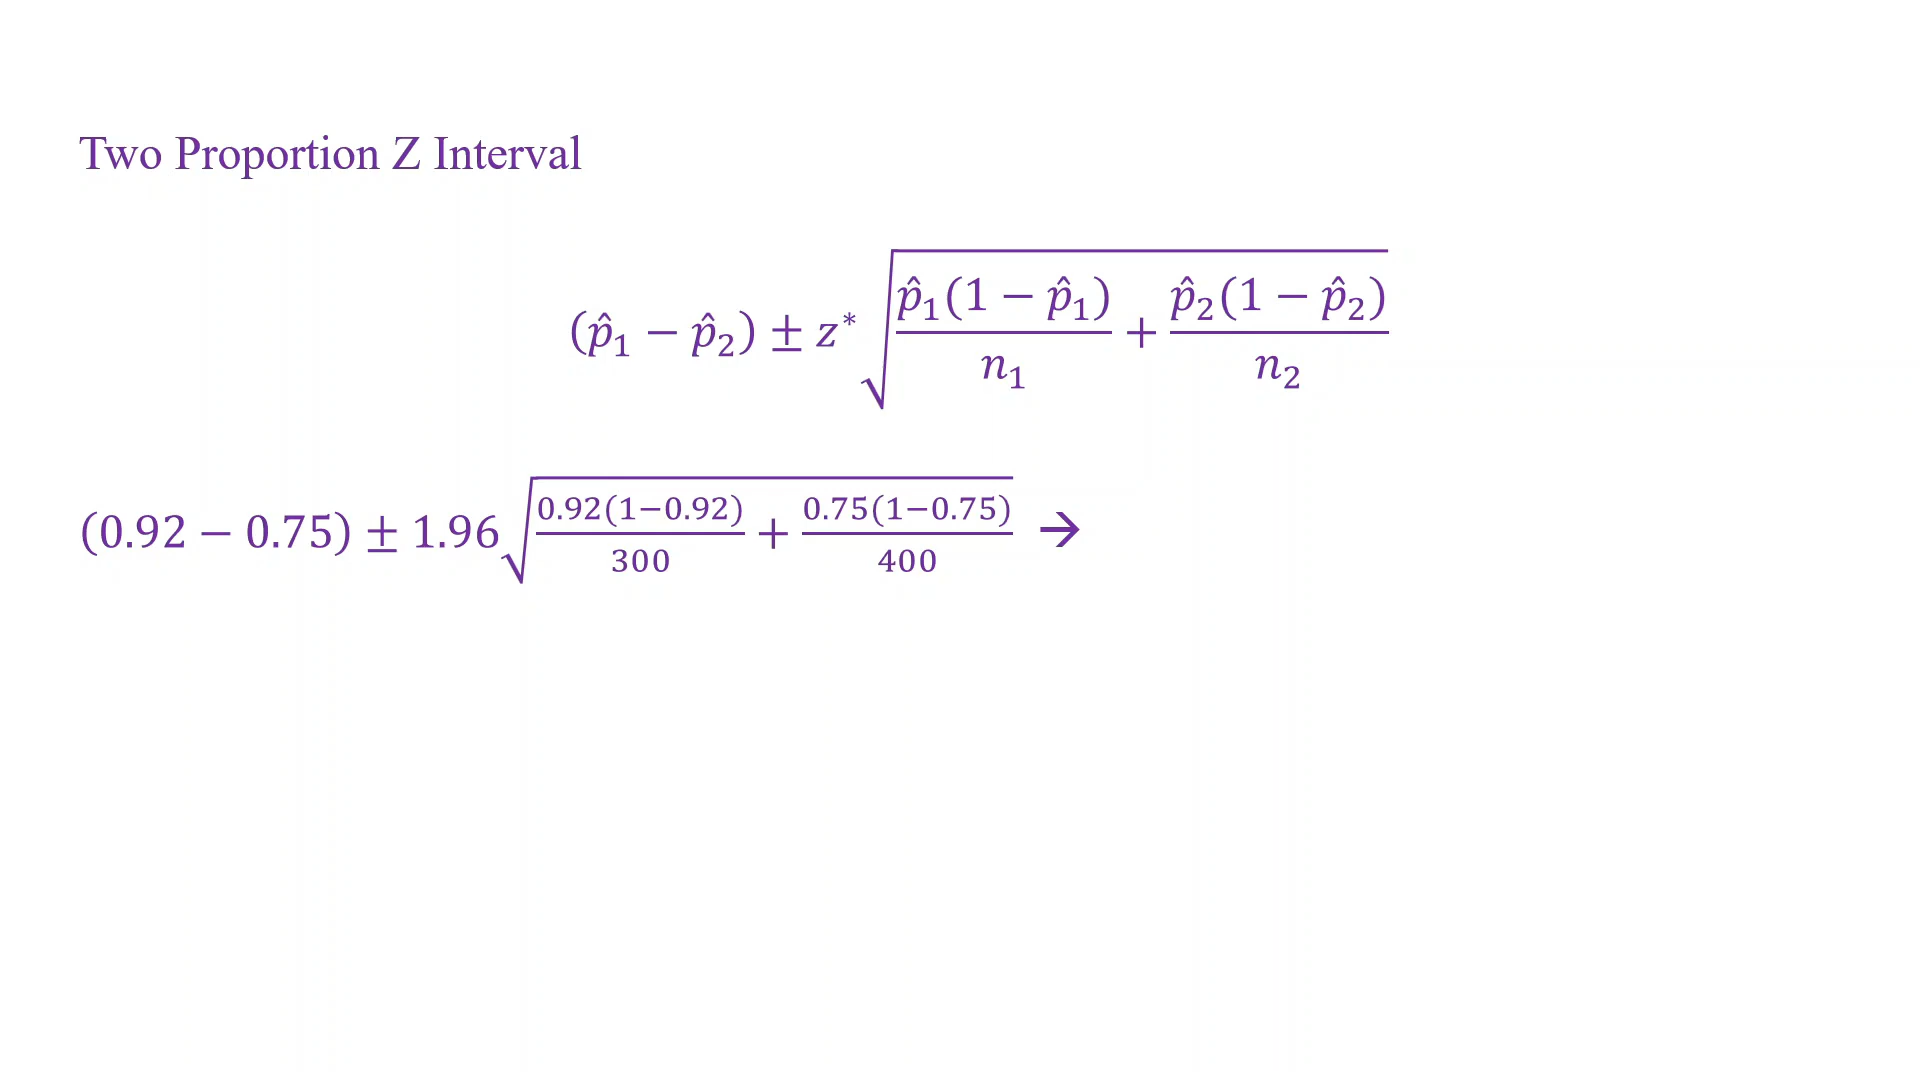 Two Proportion Z Interval
(p̂₁ − p̂₂) ± z* √(p̂₁(1 − p̂₁)/n₁ + p̂₂(1 − p̂₂)/n₂)
(0.92 − 0.75) ± 1.96√(0.92(1−0.92)/300 + 0.75(1−0.75)/400) →